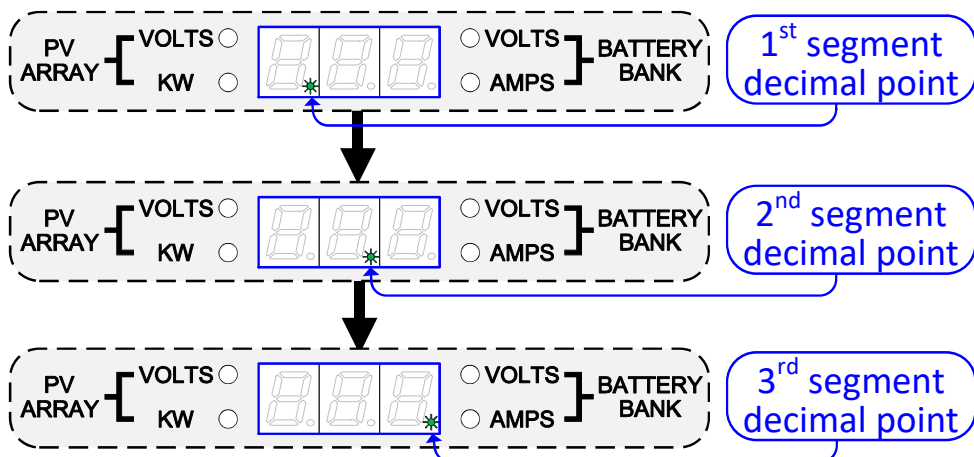 PV ARRAY VOLTS KW VOLTS AMPS BATTERY BANK
1st segment decimal point
PV ARRAY VOLTS KW VOLTS AMPS BATTERY BANK
2nd segment decimal point
PV ARRAY VOLTS KW VOLTS AMPS BATTERY BANK
3rd segment decimal point